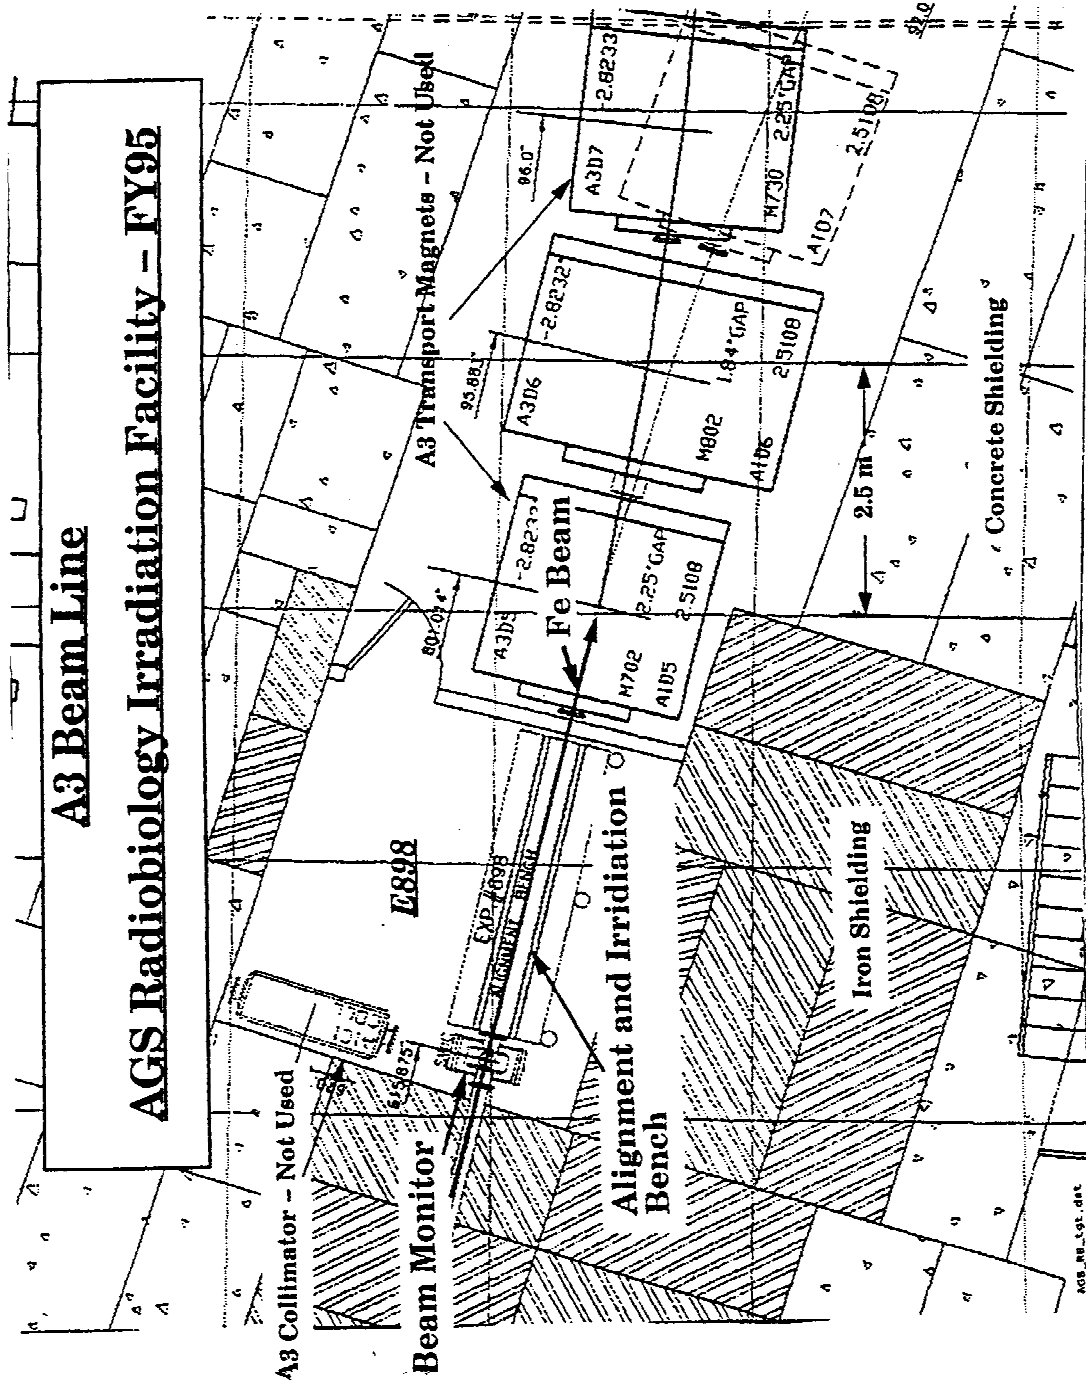 A3 Beam Line
AGS Radiobiology Irradiation Facility – FY95
A3 Collimator – Not Used
Beam Monitor
E898
EXP #898
ALIGNMENT BENCH
Alignment and Irridiation
Bench
Iron Shielding
Fe Beam
A3 Transport Magnets – Not Used
A3D5
M702
A1D5
2.25"GAP
2.5108
A3D6
-2.8232
95.883"
M802
A1D6
1.84"GAP
2.5108
A3D7
-2.8233
96.0"
M730
2.25"GAP
A1D7
2.5108
92.0
2.5 m
Concrete Shielding